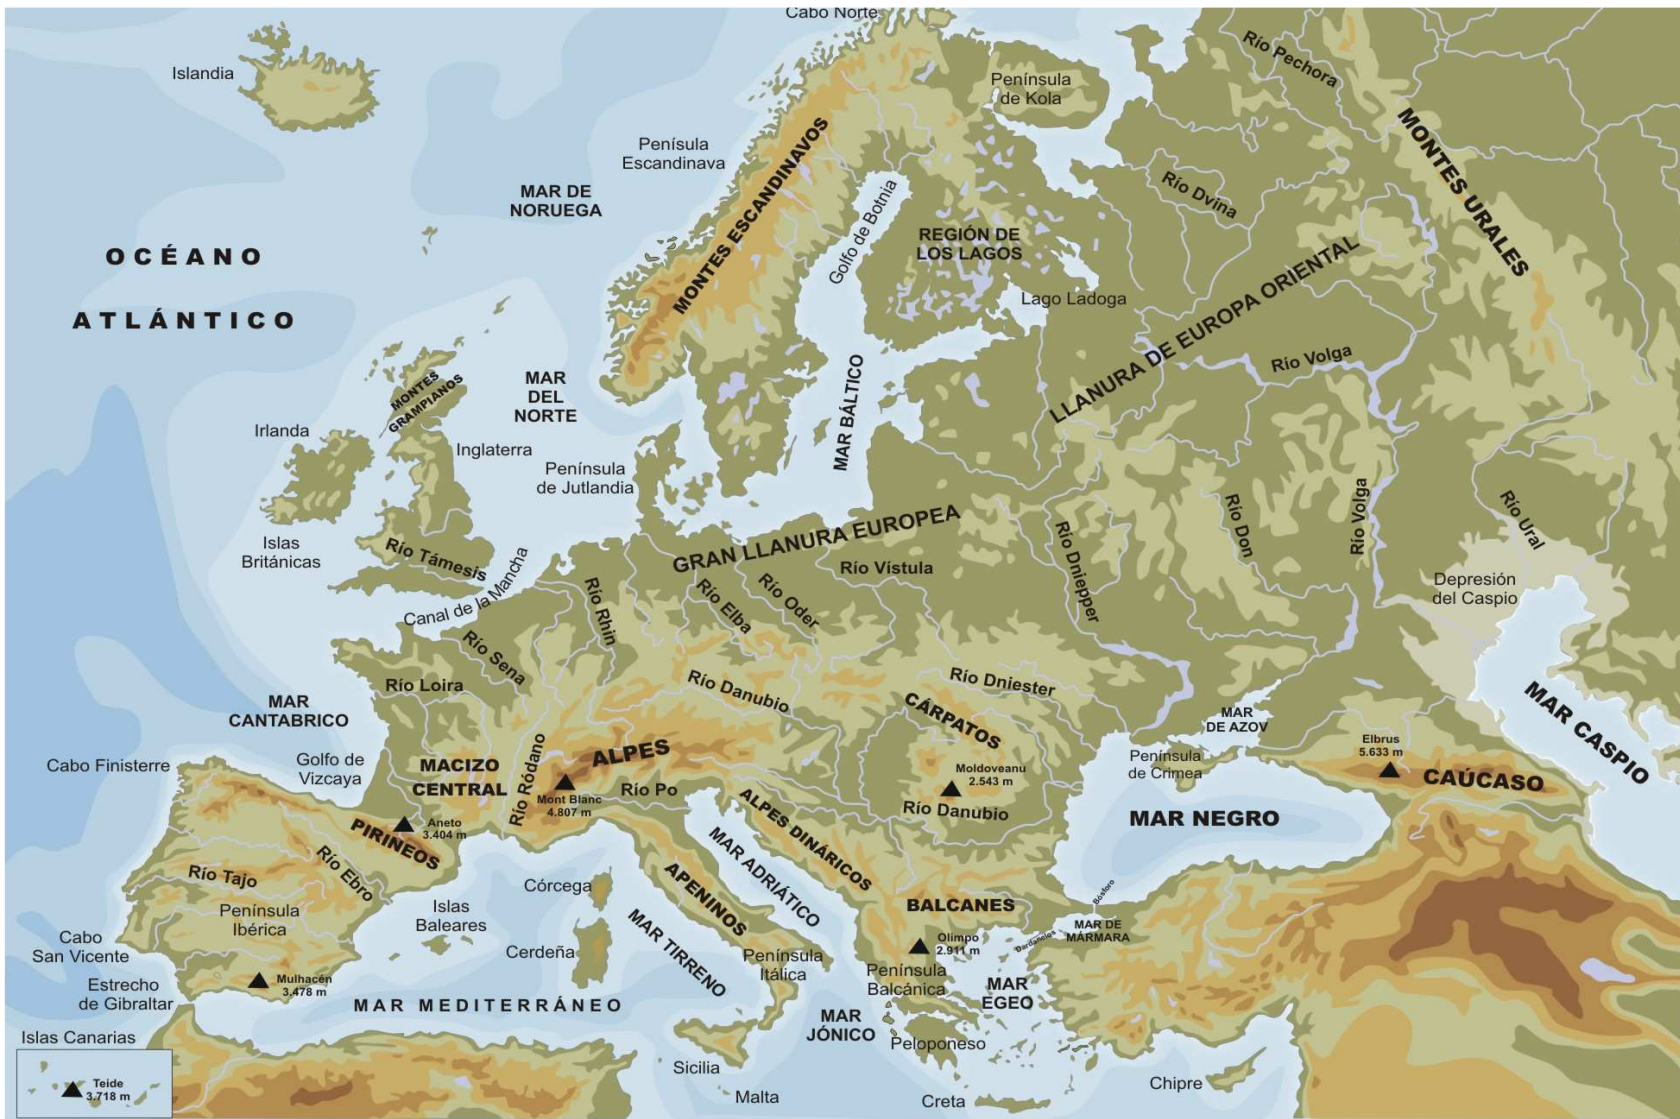 Cabo Norte
Islandia
Río Pechora
Península
de Kola
MONTES URALES
Penísula
Escandinava
MONTES ESCANDINAVOS
MAR DE
NORUEGA
Golfo de Botnia
Río Dvina
REGIÓN DE
LOS LAGOS
OCÉANO
ATLÁNTICO
Lago Ladoga
LLANURA DE EUROPA ORIENTAL
Río Volga
MONTES
GRAMPIANOS
MAR
DEL
NORTE
MAR BÁLTICO
Irlanda
Inglaterra
Península
de Jutlandia
Islas
Británicas
Río Támesis
Canal de la Mancha
GRAN LLANURA EUROPEA
Río Vístula
Río Rhin
Río Elba
Río Oder
Río Dniepper
Río Don
Río Volga
Río Ural
Depresión
del Caspio
Río Sena
Río Loira
Río Danubio
Río Dniester
MAR
CANTABRICO
CÁRPATOS
MAR
DE AZOV
MAR CASPIO
Cabo Finisterre
Golfo de
Vizcaya
MACIZO
CENTRAL
Río Ródano
ALPES
Mont Blanc
4.807 m
Río Po
Moldoveanu
2.543 m
Río Danubio
Península
de Crimea
Elbrus
5.633 m
CAÚCASO
Aneto
3.404 m
PIRINEOS
ALPES DINÁRICOS
MAR NEGRO
Río Tajo
Río Ebro
Península
Ibérica
Islas
Baleares
Córcega
Cerdeña
APENINOS
MAR ADRIÁTICO
MAR TIRRENO
Península
Itálica
BALCANES
Bósforo
MAR DE
MÁRMARA
Dardanelos
Olimpo
2.911 m
Península
Balcánica
MAR
EGEO
Cabo
San Vicente
Estrecho
de Gibraltar
Mulhacén
3.478 m
MAR MEDITERRÁNEO
MAR
JÓNICO
Peloponeso
Islas Canarias
Teide
3.718 m
Sicilia
Malta
Creta
Chipre